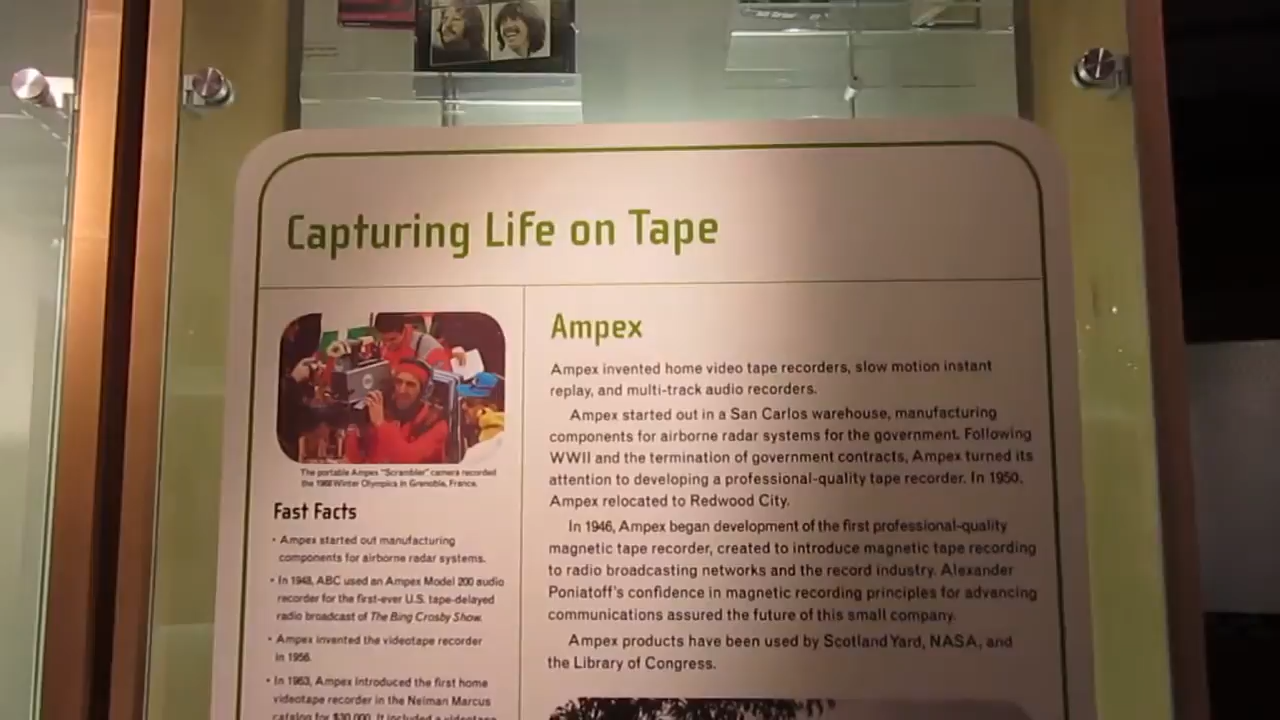 Capturing Life on Tape
The portable Ampex "Scrambler" camera recorded
the 1968 Winter Olympics in Grenoble, France.
Fast Facts
• Ampex started out manufacturing
components for airborne radar systems.
• In 1948, ABC used an Ampex Model 200 audio
recorder for the first-ever U.S. tape-delayed
radio broadcast of The Bing Crosby Show.
• Ampex invented the videotape recorder
in 1956.
• In 1963, Ampex introduced the first home
videotape recorder in the Neiman Marcus
catalog for $30,000. It included a videotape
Ampex
Ampex invented home video tape recorders, slow motion instant
replay, and multi-track audio recorders.
Ampex started out in a San Carlos warehouse, manufacturing
components for airborne radar systems for the government. Following
WWII and the termination of government contracts, Ampex turned its
attention to developing a professional-quality tape recorder. In 1950,
Ampex relocated to Redwood City.
In 1946, Ampex began development of the first professional-quality
magnetic tape recorder, created to introduce magnetic tape recording
to radio broadcasting networks and the record industry. Alexander
Poniatoff's confidence in magnetic recording principles for advancing
communications assured the future of this small company.
Ampex products have been used by Scotland Yard, NASA, and
the Library of Congress.